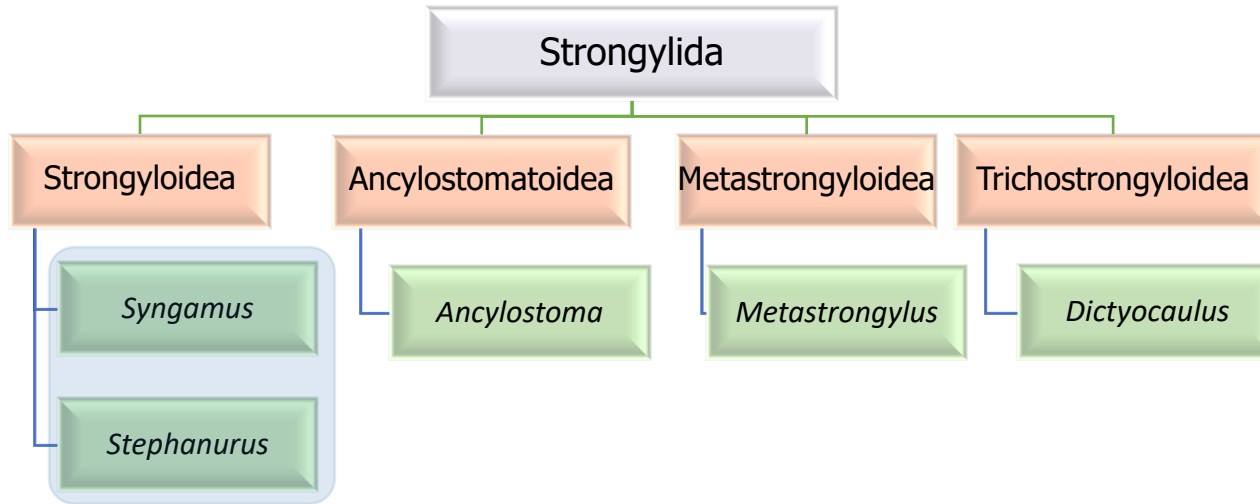 Strongylida
Strongyloidea
Ancylostomatoidea
Metastrongyloidea
Trichostrongyloidea
Syngamus
Ancylostoma
Metastrongylus
Dictyocaulus
Stephanurus